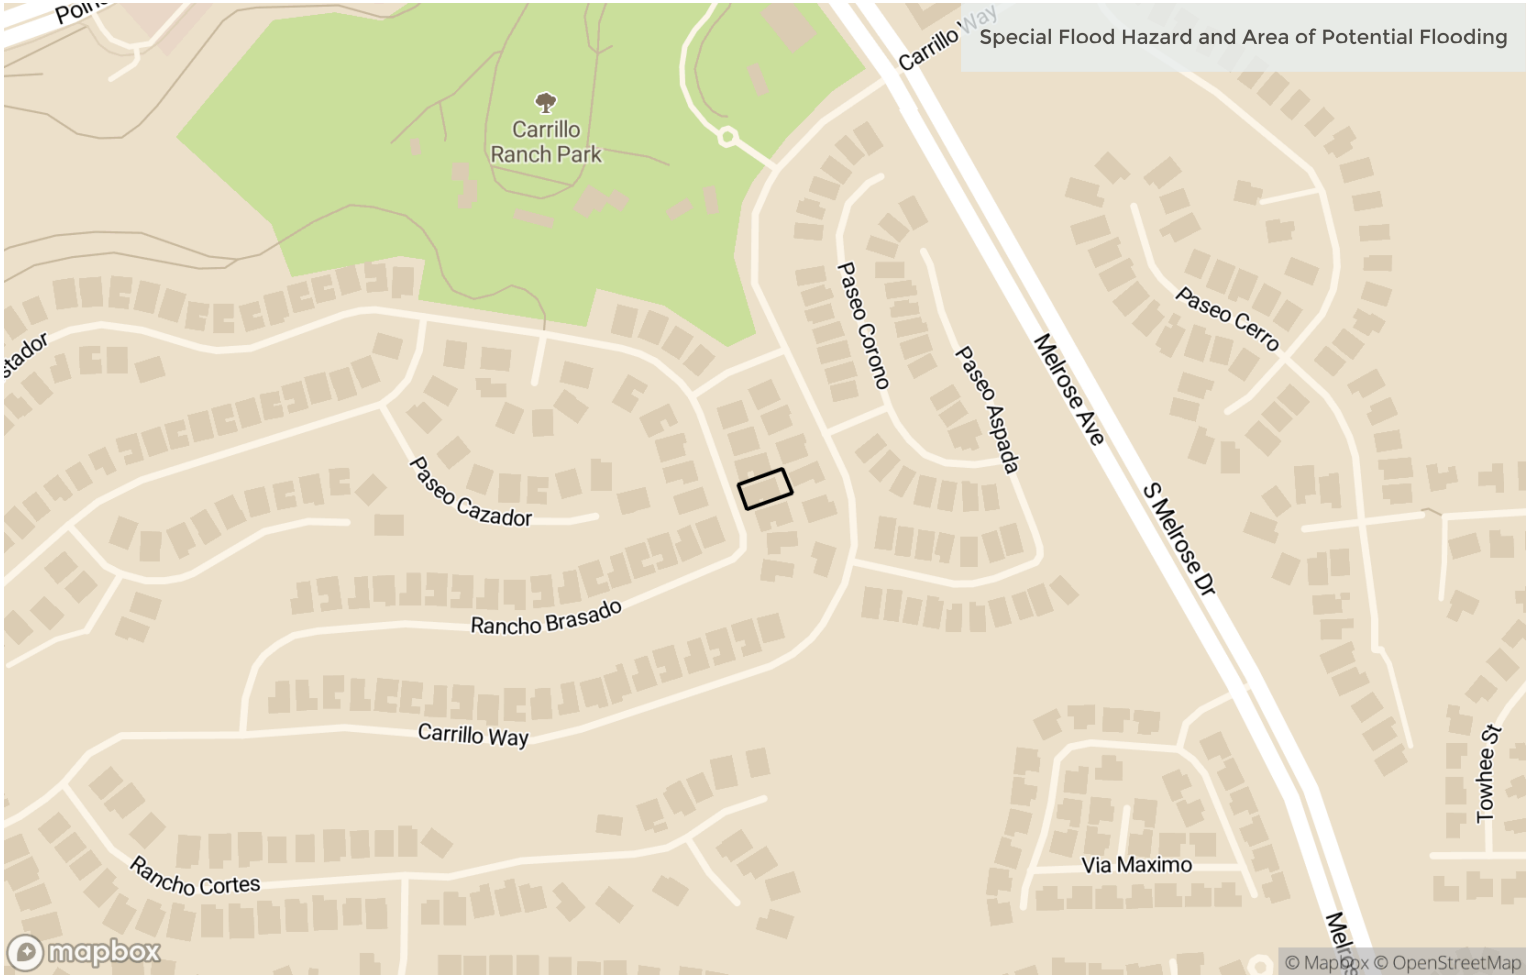 Carrillo Way
Special Flood Hazard and Area of Potential Flooding
Carrillo
Ranch Park
Paseo Corono
Paseo Cerro
Melrose Ave
Paseo Aspada
Paseo Cazador
S Melrose Dr
Rancho Brasado
Carrillo Way
Towhee St
Via Maximo
Rancho Cortes
mapbox
© Mapbox © OpenStreetMap